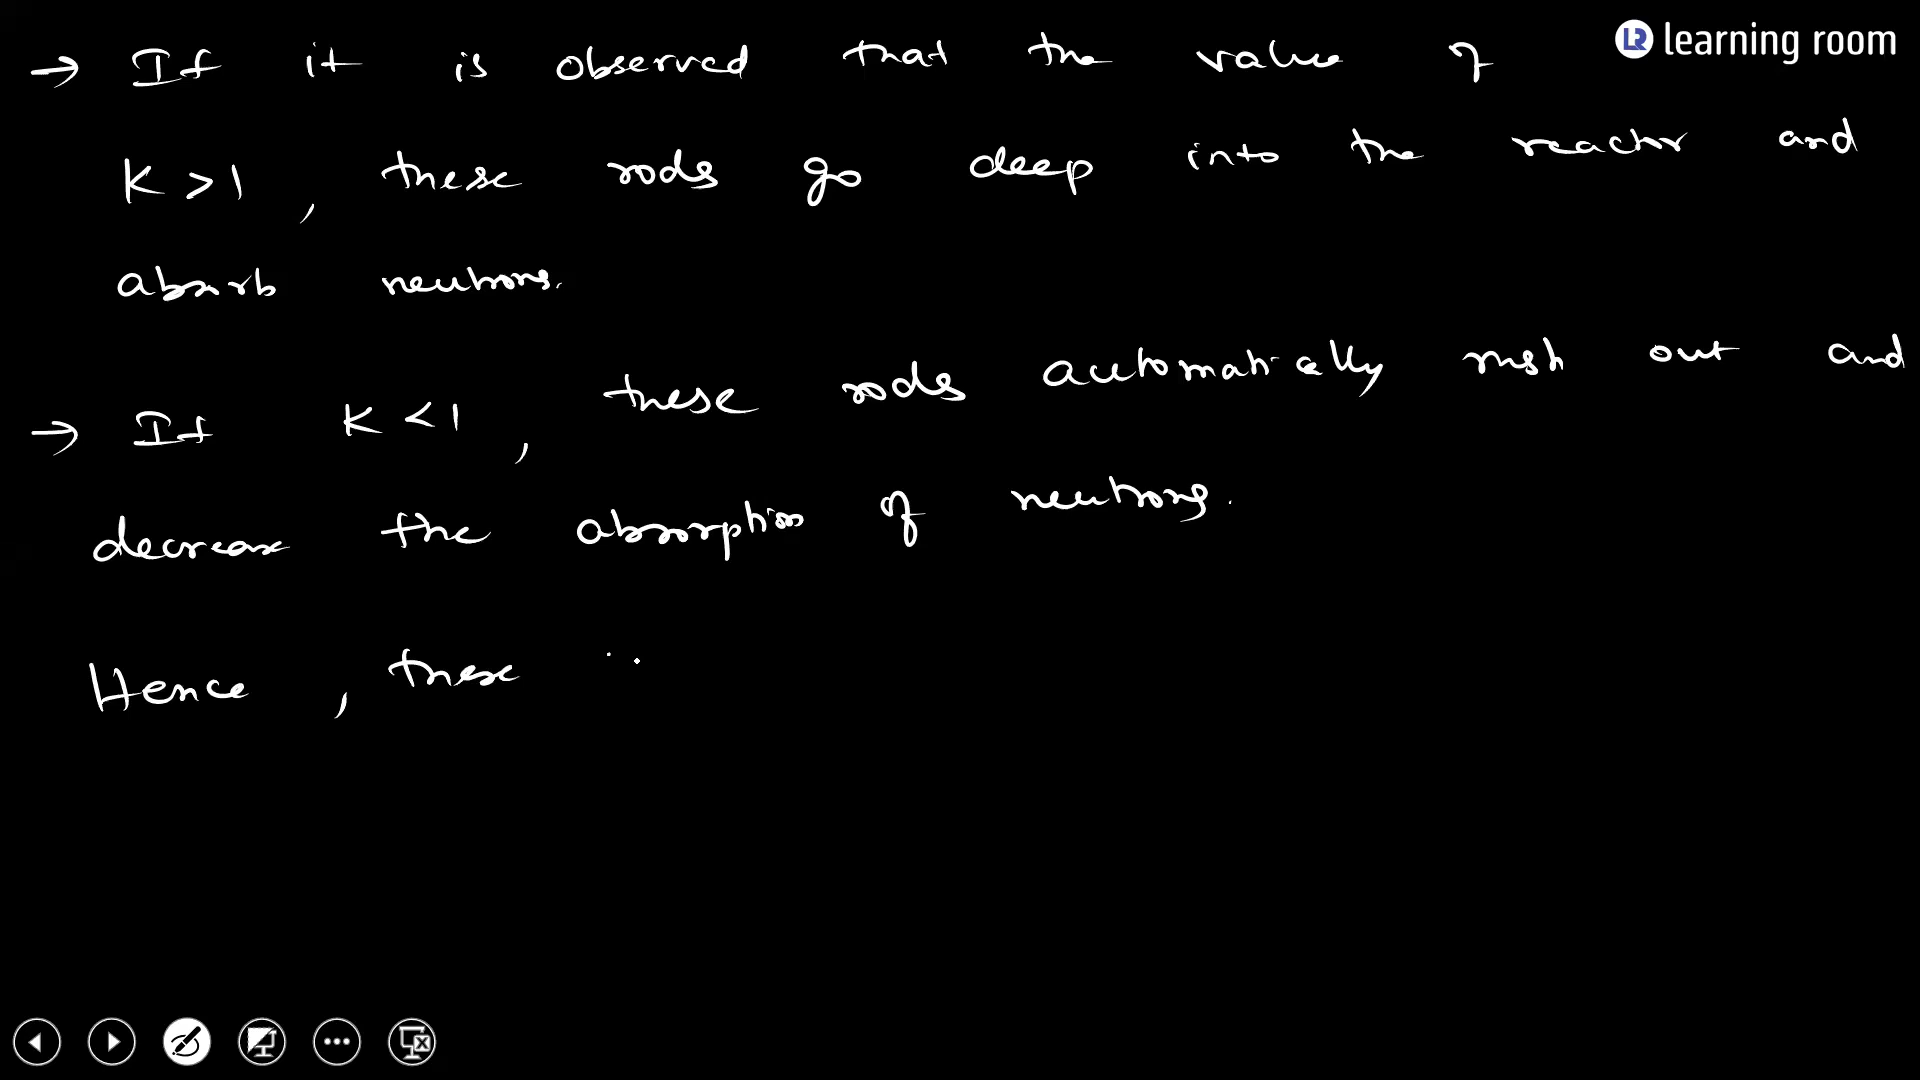 learning room
→ If it is observed that the value of
K > 1, these rods go deep into the reactor and
absorb neutrons.
→ If K < 1, these rods automatically rush out and
decrease the absorption of neutrons.
Hence, these